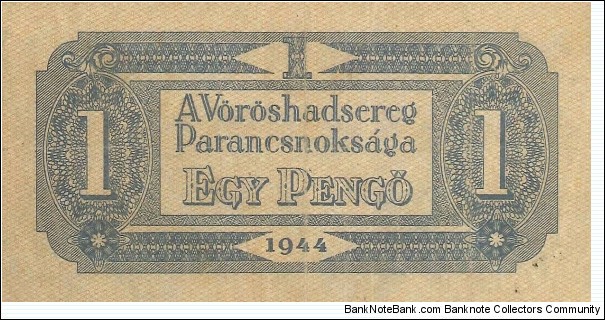 1
A Vöröshadsereg
Parancsnoksága
1 EGY PENGŐ 1
1944
BankNoteBank.com Banknote Collectors Community